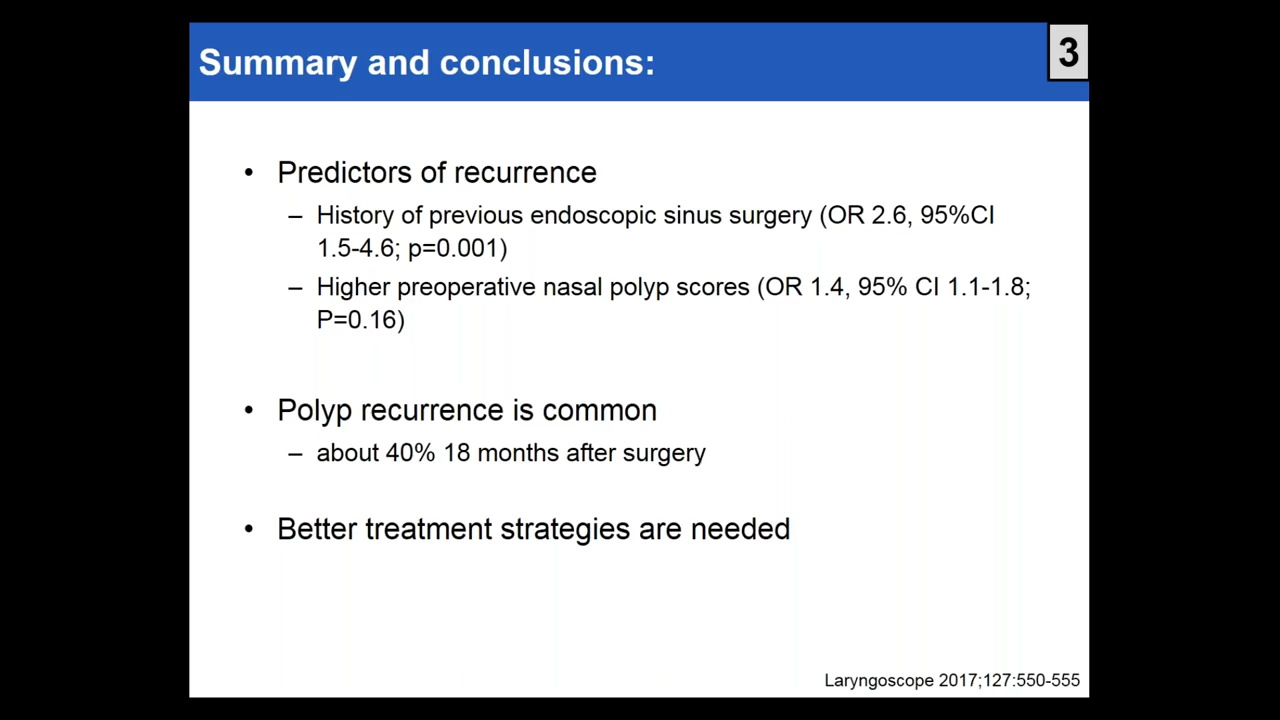 Summary and conclusions:
3
• Predictors of recurrence
– History of previous endoscopic sinus surgery (OR 2.6, 95%CI
1.5-4.6; p=0.001)
– Higher preoperative nasal polyp scores (OR 1.4, 95% CI 1.1-1.8;
P=0.16)
• Polyp recurrence is common
– about 40% 18 months after surgery
• Better treatment strategies are needed
Laryngoscope 2017;127:550-555